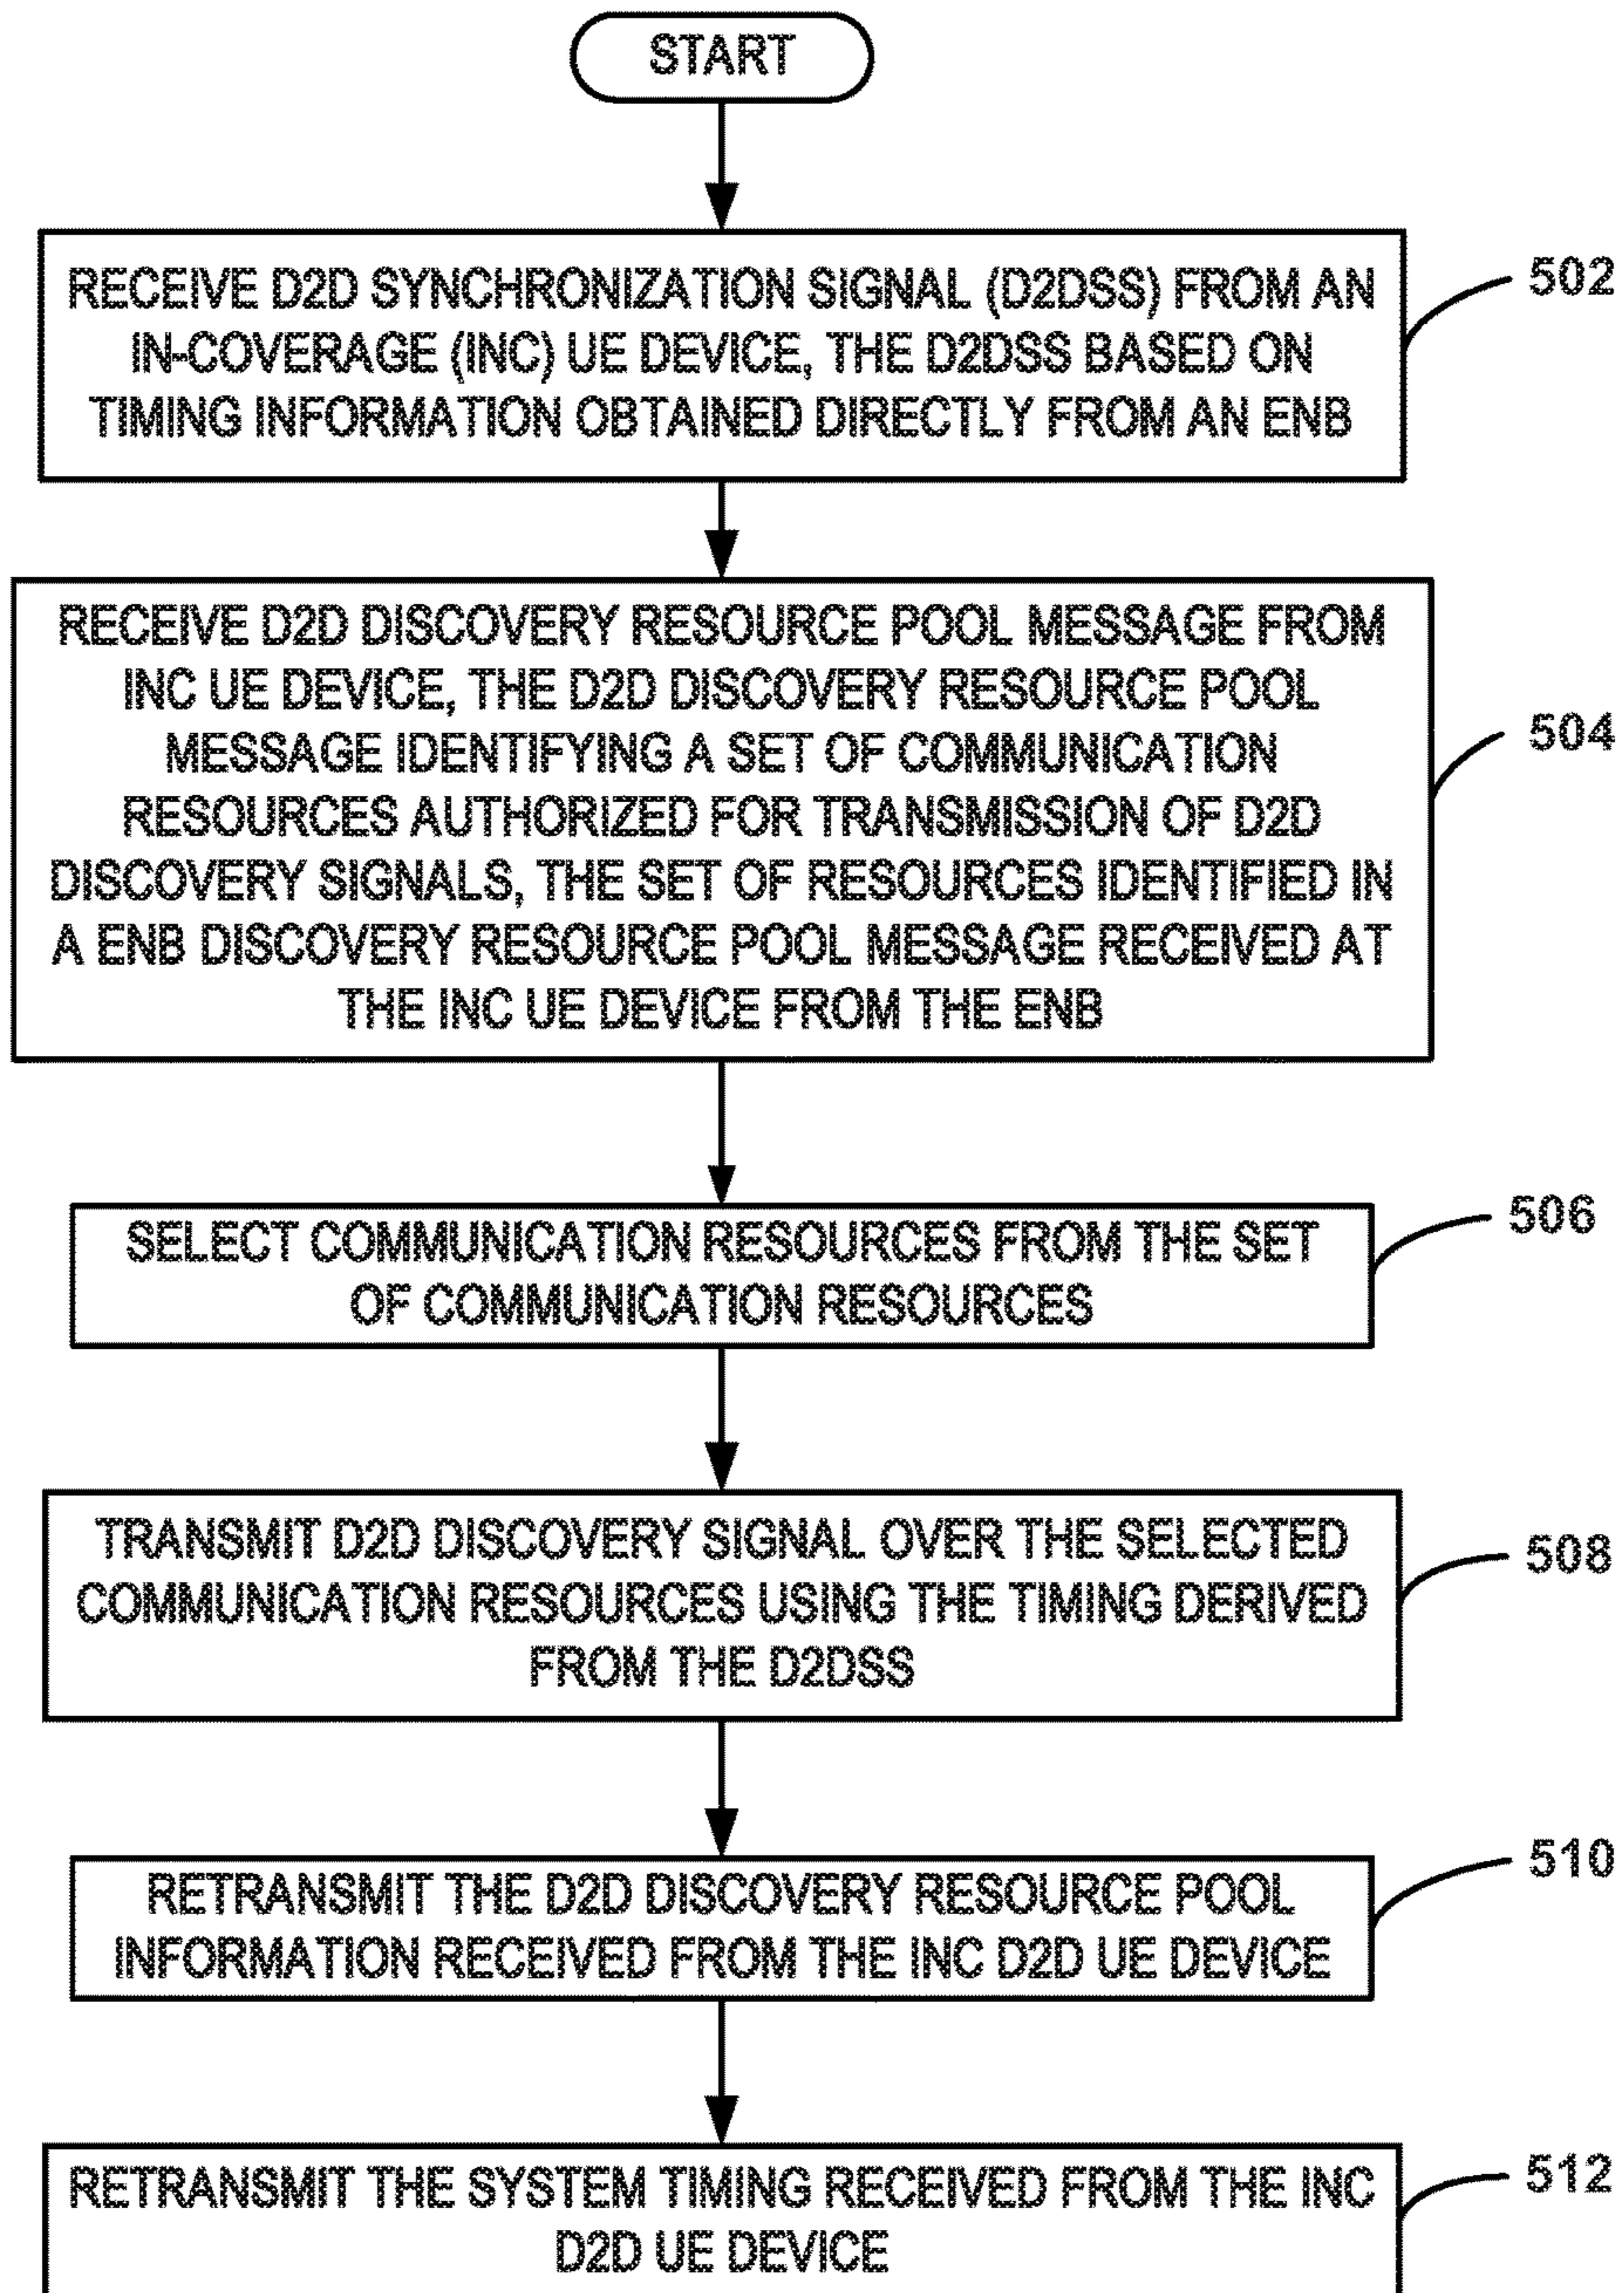 START
RECEIVE D2D SYNCHRONIZATION SIGNAL (D2DSS) FROM AN
IN-COVERAGE (INC) UE DEVICE, THE D2DSS BASED ON
TIMING INFORMATION OBTAINED DIRECTLY FROM AN ENB
502
RECEIVE D2D DISCOVERY RESOURCE POOL MESSAGE FROM
INC UE DEVICE, THE D2D DISCOVERY RESOURCE POOL
MESSAGE IDENTIFYING A SET OF COMMUNICATION
RESOURCES AUTHORIZED FOR TRANSMISSION OF D2D
DISCOVERY SIGNALS, THE SET OF RESOURCES IDENTIFIED IN
A ENB DISCOVERY RESOURCE POOL MESSAGE RECEIVED AT
THE INC UE DEVICE FROM THE ENB
504
SELECT COMMUNICATION RESOURCES FROM THE SET
OF COMMUNICATION RESOURCES
506
TRANSMIT D2D DISCOVERY SIGNAL OVER THE SELECTED
COMMUNICATION RESOURCES USING THE TIMING DERIVED
FROM THE D2DSS
508
RETRANSMIT THE D2D DISCOVERY RESOURCE POOL
INFORMATION RECEIVED FROM THE INC D2D UE DEVICE
510
RETRANSMIT THE SYSTEM TIMING RECEIVED FROM THE INC
D2D UE DEVICE
512